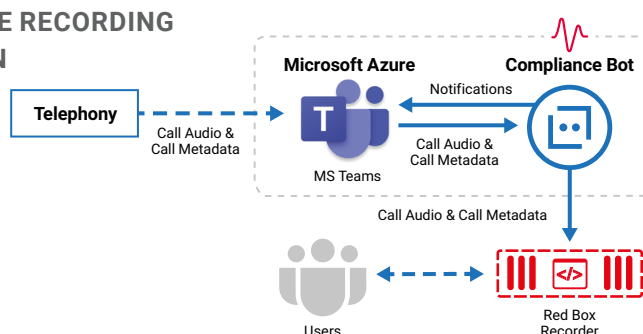 E RECORDING
N
Microsoft Azure
Compliance Bot
Notifications
Telephony
T
Call Audio &
Call Metadata
Call Audio &
Call Metadata
MS Teams
Call Audio & Call Metadata
</>
Users
Red Box
Recorder